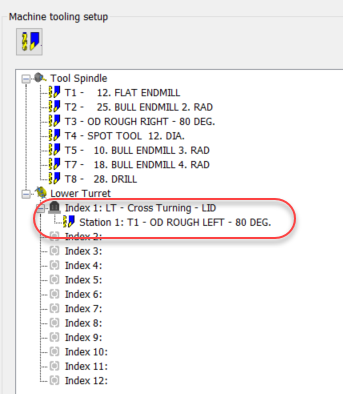 Machine tooling setup
Tool Spindle
T1 - 12. FLAT ENDMILL
T2 - 25. BULL ENDMILL 2. RAD
T3 - OD ROUGH RIGHT - 80 DEG.
T4 - SPOT TOOL 12. DIA.
T5 - 10. BULL ENDMILL 3. RAD
T7 - 18. BULL ENDMILL 4. RAD
T8 - 28. DRILL
Lower Turret
Index 1: LT - Cross Turning - LID
Station 1: T1 - OD ROUGH LEFT - 80 DEG.
Index 2:
Index 3:
Index 4:
Index 5:
Index 6:
Index 7:
Index 8:
Index 9:
Index 10:
Index 11:
Index 12: